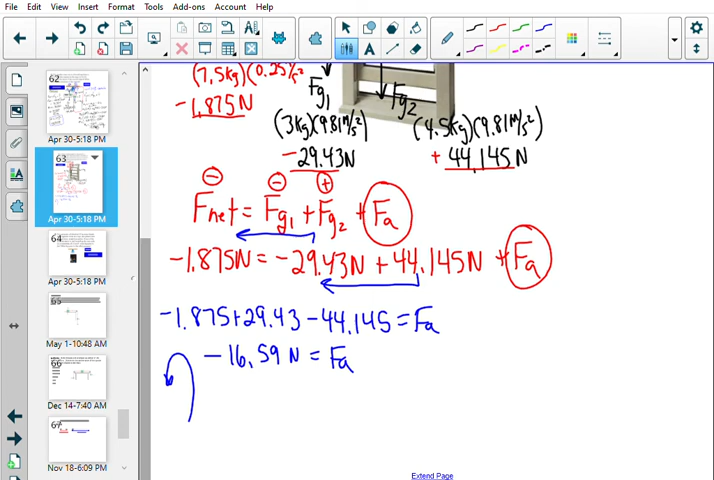 File Edit View Insert Format Tools Add-ons Account Help
62
Apr 30-5:18 PM
63
Apr 30-5:18 PM
64
Apr 30-5:18 PM
65
May 1-10:48 AM
66
Dec 14-7:40 AM
67
Nov 18-6:09 PM
(7.5kg)(0.25m/s²)
-1.875N
Fg₁
Fg₂
(3kg)(9.81m/s²)
(4.5kg)(9.81m/s²)
-29.43N
+44.145N
- - +
Fnet = Fg₁ + Fg₂ + Fa
-1.875N = -29.43N + 44.145N + Fa
-1.875+29.43-44.145 = Fa
-16.59N = Fa
Extend Page